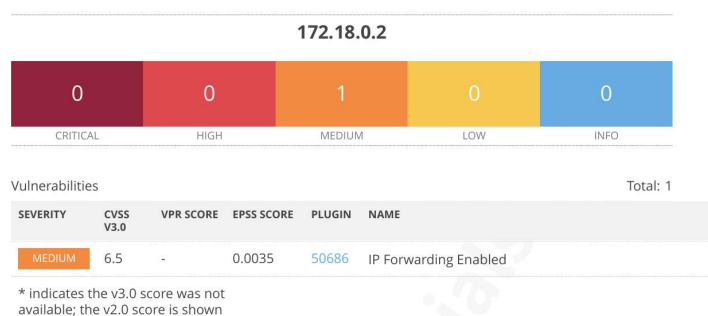 172.18.0.2
0 0 1 0 0
CRITICAL HIGH MEDIUM LOW INFO
Vulnerabilities Total: 1
SEVERITY CVSS V3.0 VPR SCORE EPSS SCORE PLUGIN NAME
MEDIUM 6.5 - 0.0035 50686 IP Forwarding Enabled
* indicates the v3.0 score was not
available; the v2.0 score is shown